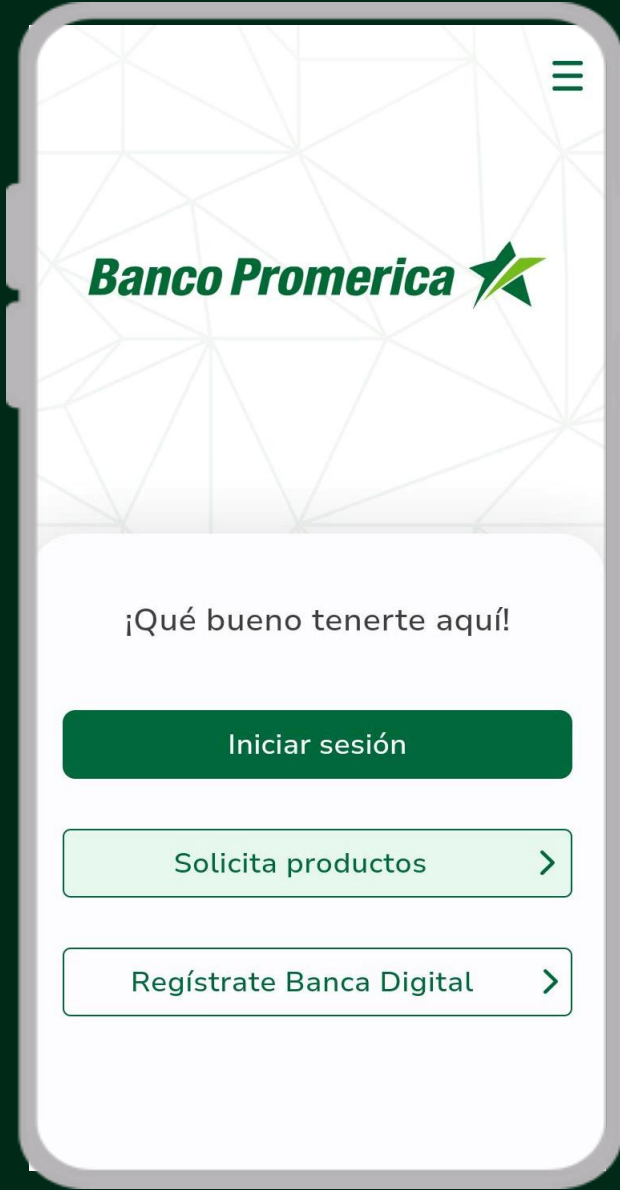 Banco Promerica
¡Qué bueno tenerte aquí!
Iniciar sesión
Solicita productos
Regístrate Banca Digital